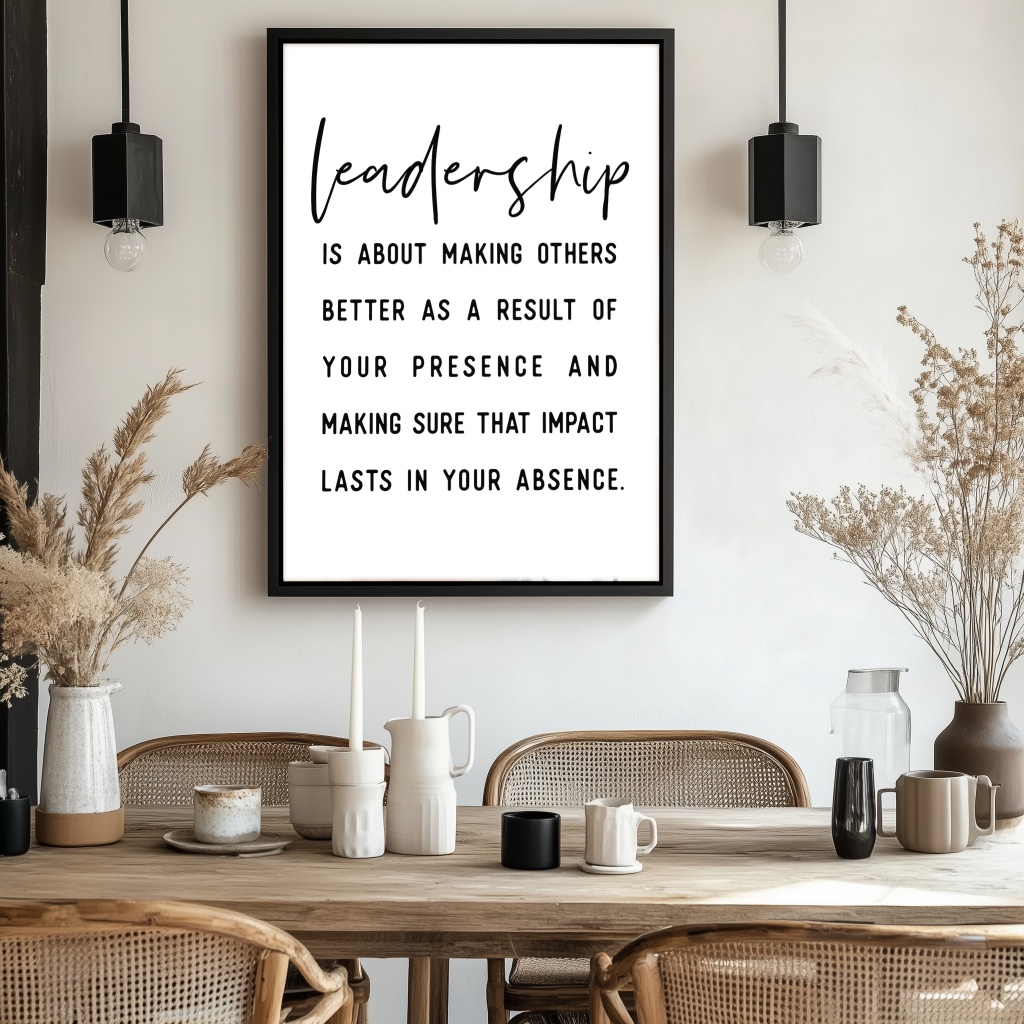 leadership
IS ABOUT MAKING OTHERS
BETTER AS A RESULT OF
YOUR PRESENCE AND
MAKING SURE THAT IMPACT
LASTS IN YOUR ABSENCE.